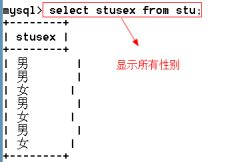 mysql> select stusex from stu;
+--------+
| stusex |
+--------+
| 男 |
| 男 |
| 女 |
| 男 |
| 女 |
| 男 |
| 女 |
+--------+
显示所有性别